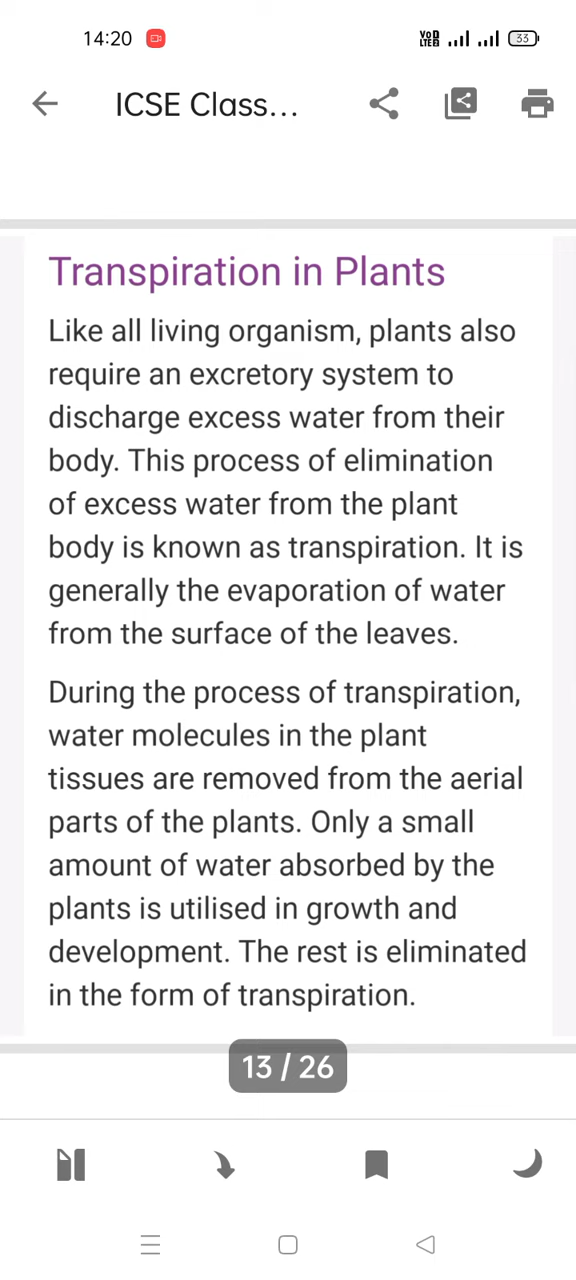 14:20 VoD LTE2 33
ICSE Class...
Transpiration in Plants
Like all living organism, plants also
require an excretory system to
discharge excess water from their
body. This process of elimination
of excess water from the plant
body is known as transpiration. It is
generally the evaporation of water
from the surface of the leaves.
During the process of transpiration,
water molecules in the plant
tissues are removed from the aerial
parts of the plants. Only a small
amount of water absorbed by the
plants is utilised in growth and
development. The rest is eliminated
in the form of transpiration.
13 / 26